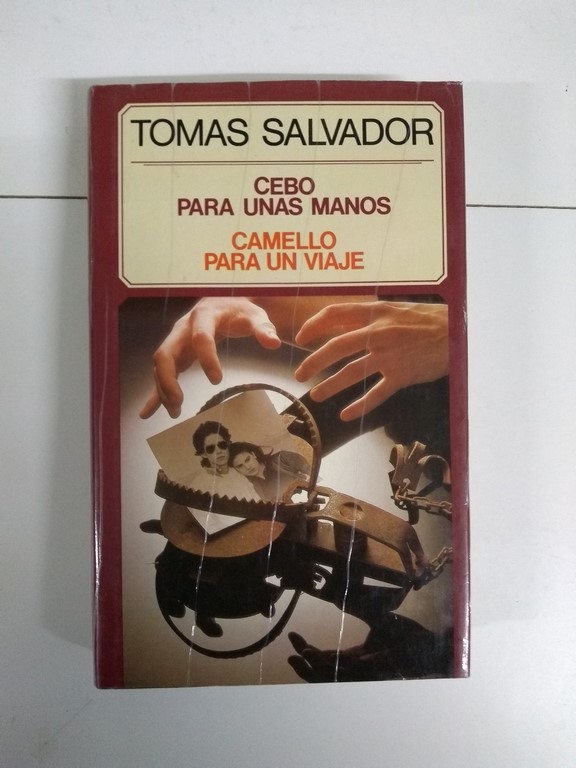 TOMAS SALVADOR
CEBO
PARA UNAS MANOS
CAMELLO
PARA UN VIAJE